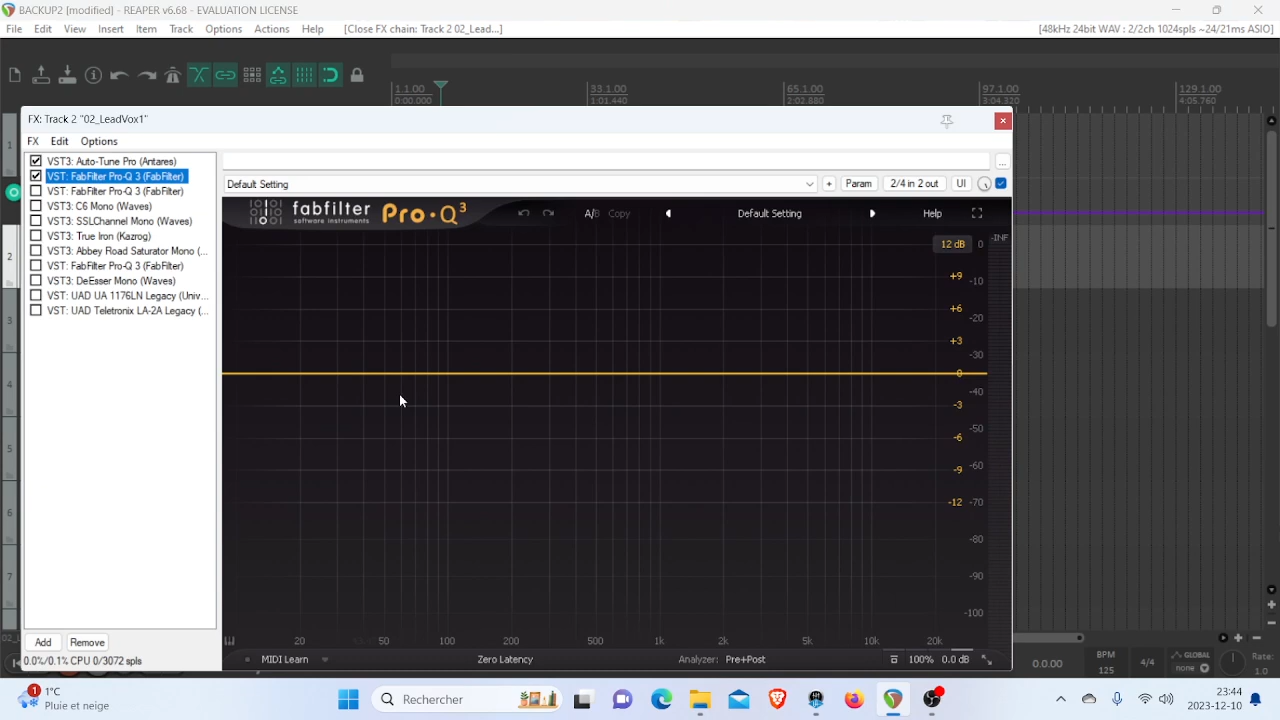 BACKUP2 [modified] - REAPER v6.68 - EVALUATION LICENSE
File Edit View Insert Item Track Options Actions Help [Close FX chain: Track 2 02_Lead...] [48kHz 24bit WAV : 2/2ch 1024spls ~24/21ms ASIO]
1.1.00 33.1.00 65.1.00 97.1.00 129.1.00
0:00.000 1:01.440 2:02.880 3:04.320 4:05.760
FX: Track 2 "02_LeadVox1"
FX Edit Options
VST3: Auto-Tune Pro (Antares)
VST: FabFilter Pro-Q 3 (FabFilter)
VST: FabFilter Pro-Q 3 (FabFilter)
VST3: C6 Mono (Waves)
VST3: SSLChannel Mono (Waves)
VST3: True Iron (Kazrog)
VST3: Abbey Road Saturator Mono (...
VST: FabFilter Pro-Q 3 (FabFilter)
VST3: DeEsser Mono (Waves)
VST: UAD UA 1176LN Legacy (Univ...
VST: UAD Teletronix LA-2A Legacy (...
Add Remove
0.0%/0.1% CPU 0/3072 spls
...
Default Setting + Param 2/4 in 2 out UI
fabfilter
software instruments
Pro·Q3
A/B Copy Default Setting Help
12 dB 0 -INF
+9 -10
+6 -20
+3 -30
0 -40
-3 -50
-6 -60
-9 -70
-12 -80
-90
-100
20 50 100 200 500 1k 2k 5k 10k 20k
MIDI Learn Zero Latency Analyzer: Pre+Post 100% 0.0 dB
1
2
3
4
5
6
7
0.00 BPM 125 4/4 GLOBAL none Rate: 1.0
1
1°C
Pluie et neige
Rechercher
23:44
2023-12-10